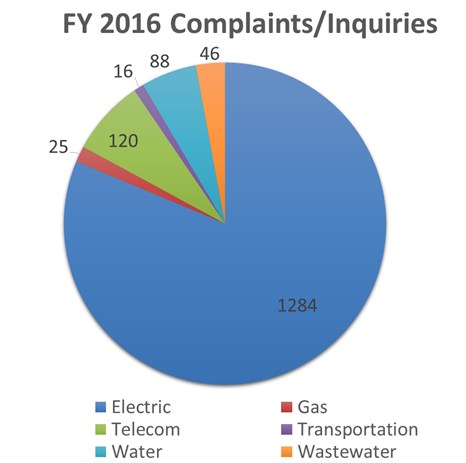 FY 2016 Complaints/Inquiries
46
88
16
120
25
1284
Electric Gas
Telecom Transportation
Water Wastewater